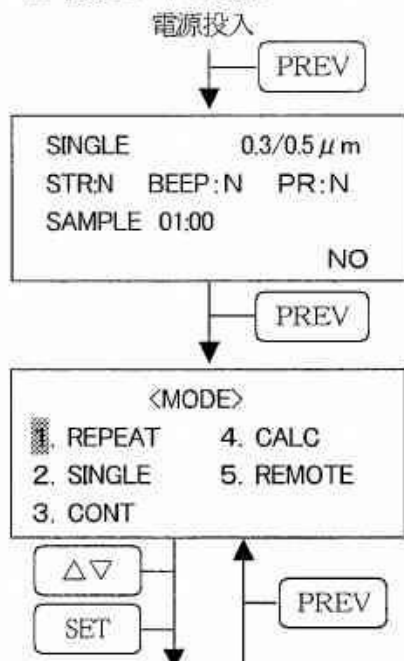 電源投入
PREV
SINGLE 0.3/0.5 μm
STR:N BEEP:N PR:N
SAMPLE 01:00
NO
PREV
〈MODE〉
1. REPEAT 4. CALC
2. SINGLE 5. REMOTE
3. CONT
△▽
SET
PREV